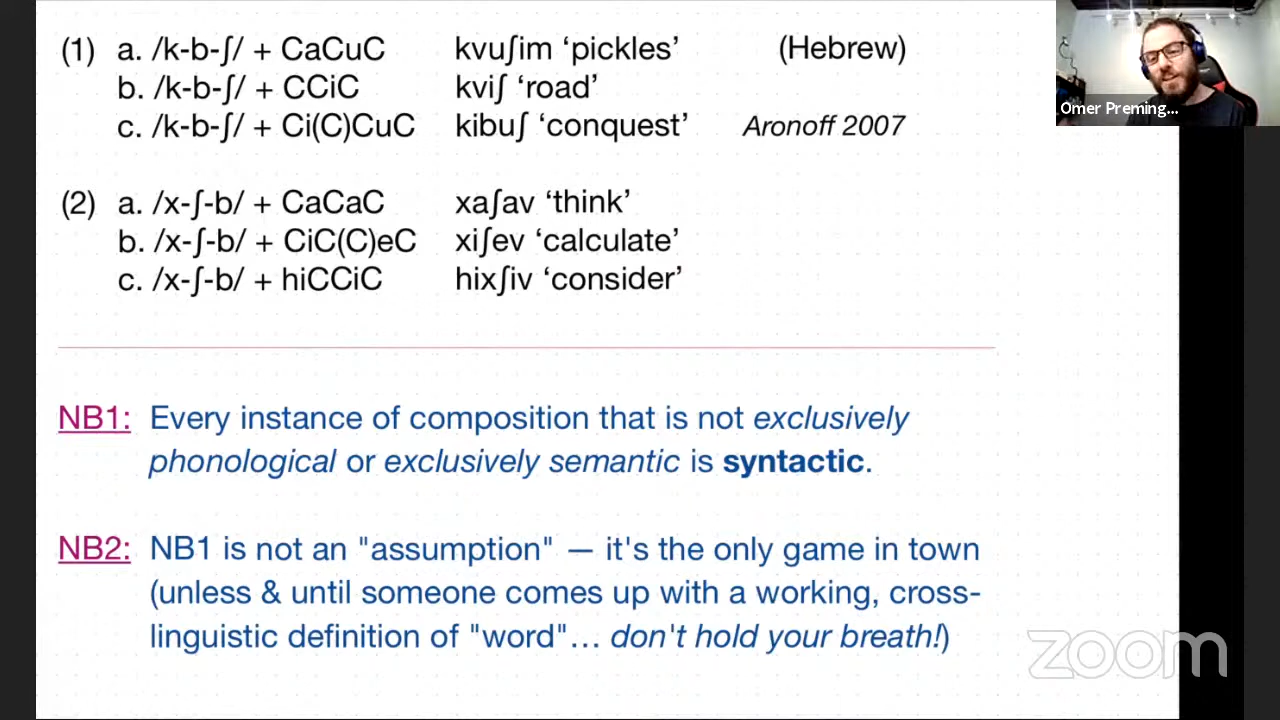 (1) a. /k-b-ʃ/ + CaCuC kvuʃim ‘pickles’ (Hebrew)
b. /k-b-ʃ/ + CCiC kviʃ ‘road’
c. /k-b-ʃ/ + Ci(C)CuC kibuʃ ‘conquest’ Aronoff 2007
(2) a. /x-ʃ-b/ + CaCaC xaʃav ‘think’
b. /x-ʃ-b/ + CiC(C)eC xiʃev ‘calculate’
c. /x-ʃ-b/ + hiCCiC hixʃiv ‘consider’
NB1: Every instance of composition that is not exclusively
phonological or exclusively semantic is syntactic.
NB2: NB1 is not an "assumption" — it's the only game in town
(unless & until someone comes up with a working, cross-
linguistic definition of "word"… don't hold your breath!)
Omer Preming...
zoom